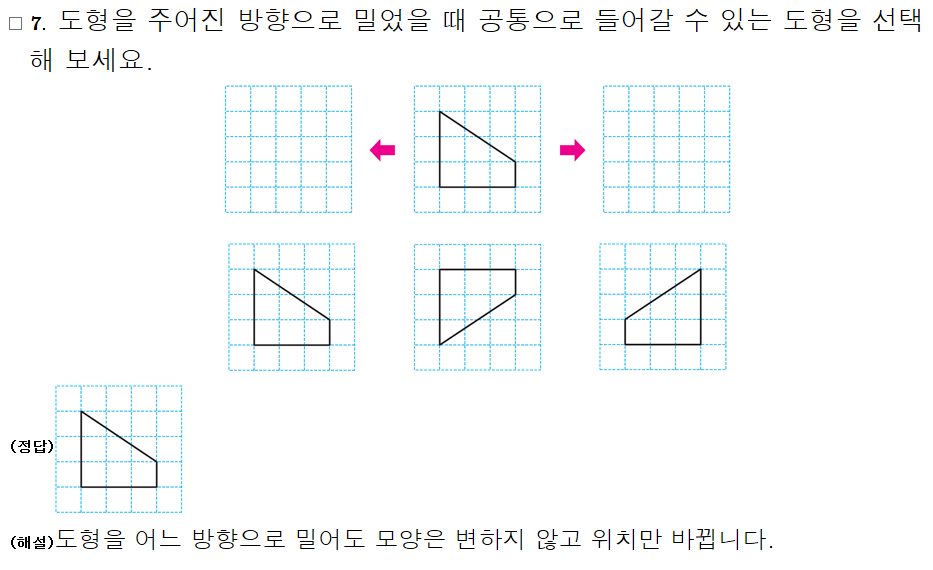 □ 7. 도형을 주어진 방향으로 밀었을 때 공통으로 들어갈 수 있는 도형을 선택
해 보세요.
(정답)
(해설)도형을 어느 방향으로 밀어도 모양은 변하지 않고 위치만 바뀝니다.